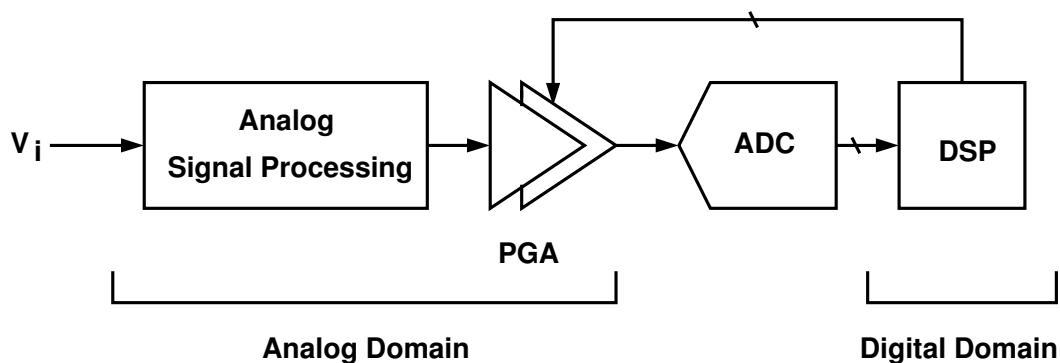 V i
Analog
Signal Processing
PGA
ADC
DSP
Analog Domain
Digital Domain